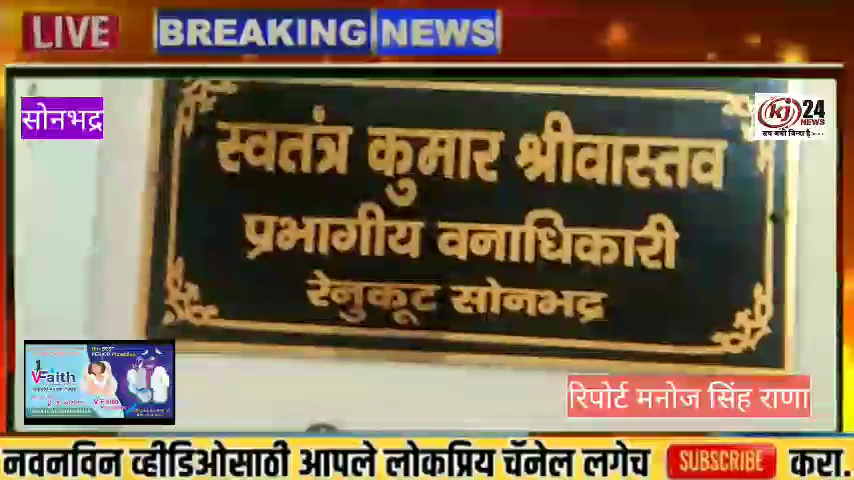 LIVE BREAKING NEWS
सोनभद्र
kj 24
NEWS
स्वतंत्र कुमार श्रीवास्तव
प्रभागीय वनाधिकारी
रेनुकूट सोनभद्र
VFaith
रिपोर्ट मनोज सिंह राणा
नवनविन व्हीडिओसाठी आपले लोकप्रिय चॅनेल लगेच SUBSCRIBE करा.